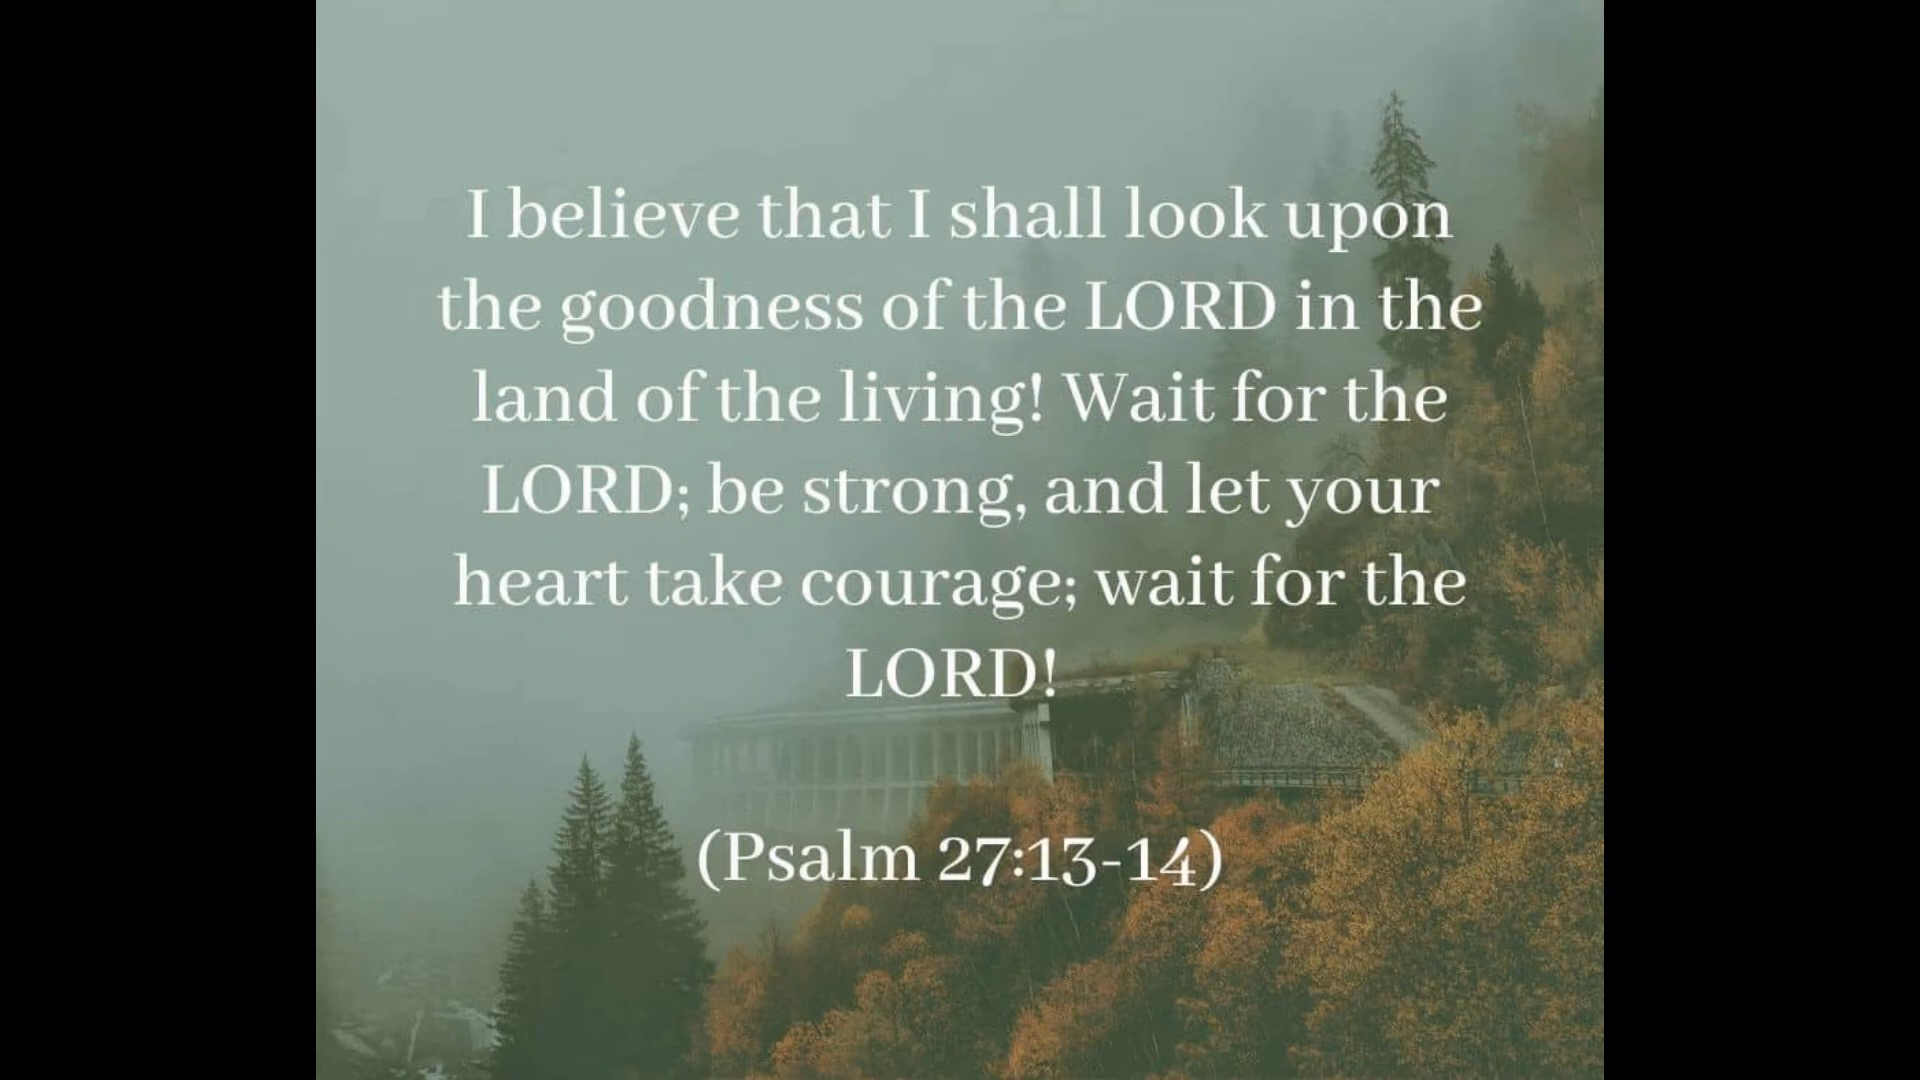 I believe that I shall look upon
the goodness of the LORD in the
land of the living! Wait for the
LORD; be strong, and let your
heart take courage; wait for the
LORD!
(Psalm 27:13-14)